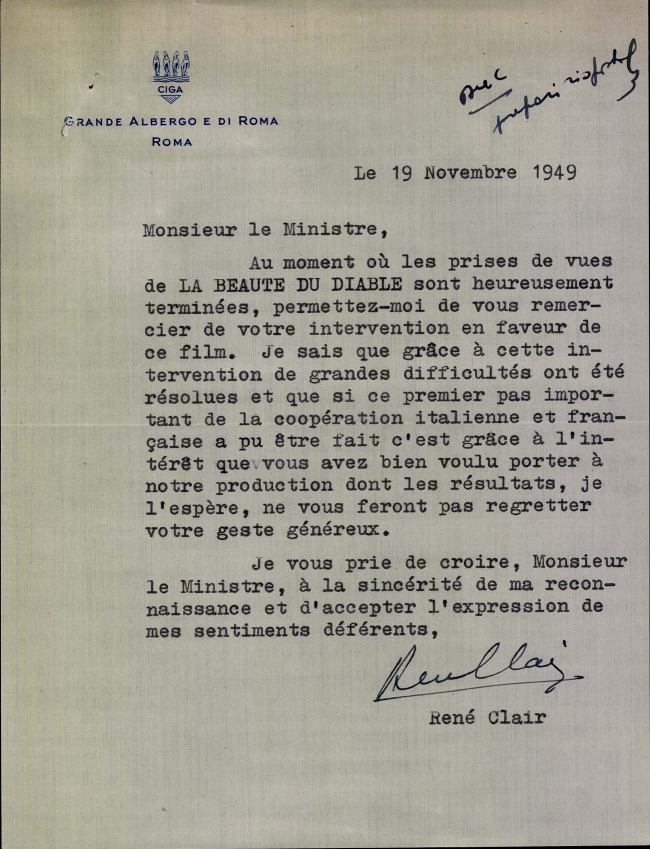 CIGA
GRANDE ALBERGO E DI ROMA
ROMA
Le 19 Novembre 1949
Monsieur le Ministre,
Au moment où les prises de vues
de LA BEAUTE DU DIABLE sont heureusement
terminées, permettez-moi de vous remer-
cier de votre intervention en faveur de
ce film. Je sais que grâce à cette in-
tervention de grandes difficultés ont été
résolues et que si ce premier pas impor-
tant de la coopération italienne et fran-
çaise a pu être fait c'est grâce à l'in-
térêt que vous avez bien voulu porter à
notre production dont les résultats, je
l'espère, ne vous feront pas regretter
votre geste généreux.
Je vous prie de croire, Monsieur
le Ministre, à la sincérité de ma recon-
naissance et d'accepter l'expression de
mes sentiments déférents,
René Clair
René Clair